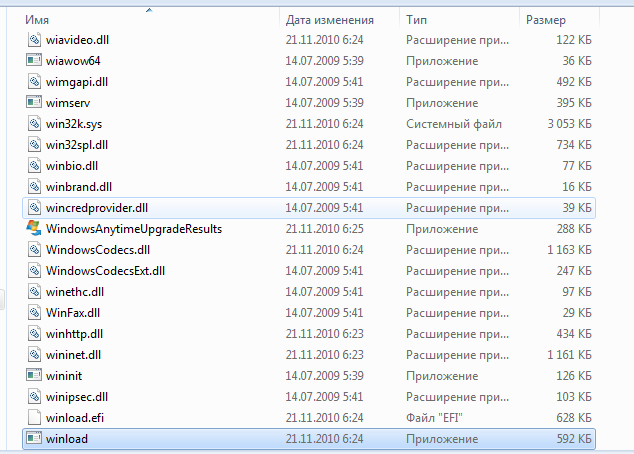 Имя Дата изменения Тип Размер
wiavideo.dll 21.11.2010 6:24 Расширение при... 122 КБ
wiawow64 14.07.2009 5:39 Приложение 36 КБ
wimgapi.dll 14.07.2009 5:41 Расширение при... 492 КБ
wimserv 14.07.2009 5:39 Приложение 395 КБ
win32k.sys 21.11.2010 6:24 Системный файл 3 053 КБ
win32spl.dll 21.11.2010 6:24 Расширение при... 734 КБ
winbio.dll 14.07.2009 5:41 Расширение при... 77 КБ
winbrand.dll 14.07.2009 5:41 Расширение при... 16 КБ
wincredprovider.dll 14.07.2009 5:41 Расширение при... 39 КБ
WindowsAnytimeUpgradeResults 21.11.2010 6:25 Приложение 288 КБ
WindowsCodecs.dll 21.11.2010 6:24 Расширение при... 1 163 КБ
WindowsCodecsExt.dll 14.07.2009 5:41 Расширение при... 247 КБ
winethc.dll 14.07.2009 5:41 Расширение при... 97 КБ
WinFax.dll 14.07.2009 5:41 Расширение при... 29 КБ
winhttp.dll 21.11.2010 6:23 Расширение при... 434 КБ
wininet.dll 21.11.2010 6:23 Расширение при... 1 161 КБ
wininit 14.07.2009 5:39 Приложение 126 КБ
winipsec.dll 14.07.2009 5:41 Расширение при... 103 КБ
winload.efi 21.11.2010 6:24 Файл "EFI" 628 КБ
winload 21.11.2010 6:24 Приложение 592 КБ